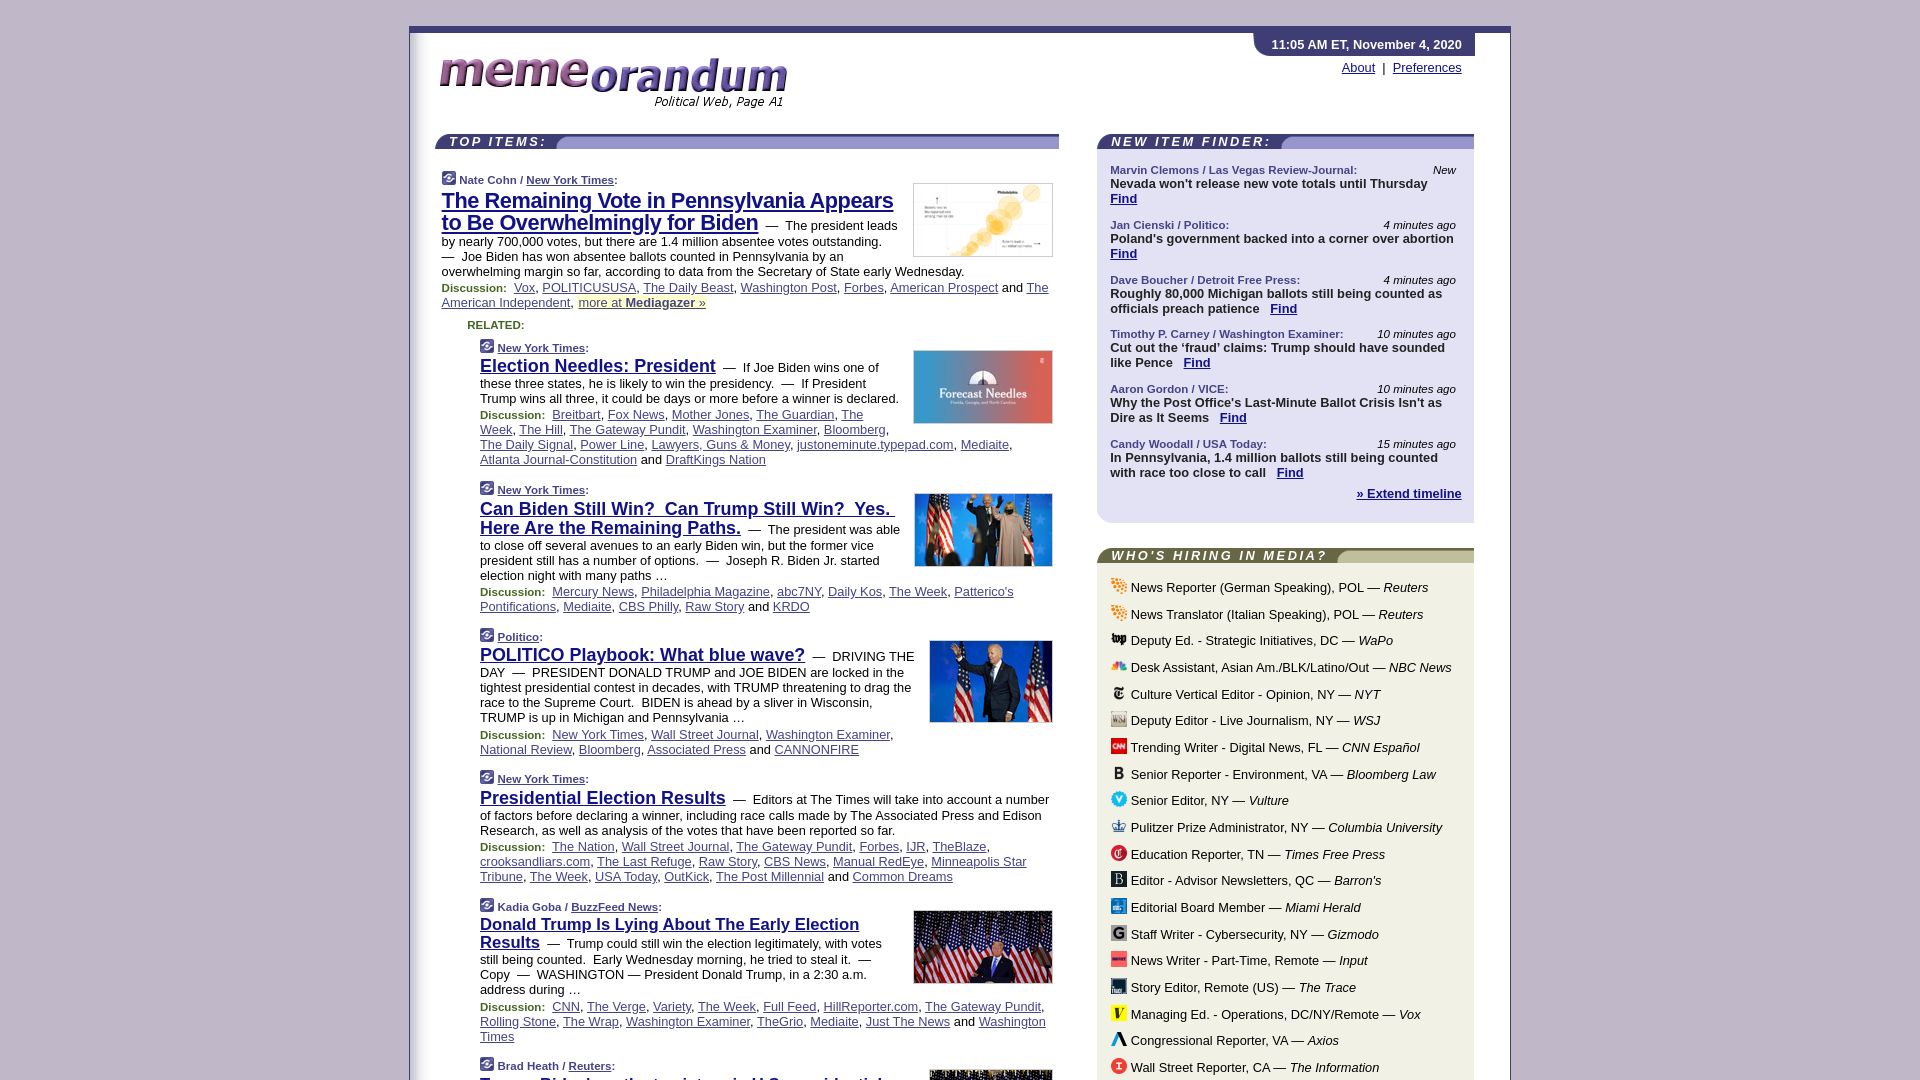 11:05 AM ET, November 4, 2020
About | Preferences
memeorandum
Political Web, Page A1
TOP ITEMS:
Nate Cohn / New York Times:
The Remaining Vote in Pennsylvania Appears
to Be Overwhelmingly for Biden — The president leads
by nearly 700,000 votes, but there are 1.4 million absentee votes outstanding.
— Joe Biden has won absentee ballots counted in Pennsylvania by an
overwhelming margin so far, according to data from the Secretary of State early Wednesday.
Discussion: Vox, POLITICUSUSA, The Daily Beast, Washington Post, Forbes, American Prospect and The
American Independent, more at Mediagazer »
Philadelphia
RELATED:
New York Times:
Election Needles: President — If Joe Biden wins one of
these three states, he is likely to win the presidency. — If President
Trump wins all three, it could be days or more before a winner is declared.
Discussion: Breitbart, Fox News, Mother Jones, The Guardian, The
Week, The Hill, The Gateway Pundit, Washington Examiner, Bloomberg,
The Daily Signal, Power Line, Lawyers, Guns & Money, justoneminute.typepad.com, Mediaite,
Atlanta Journal-Constitution and DraftKings Nation
Forecast Needles
Florida, Georgia, and North Carolina
New York Times:
Can Biden Still Win? Can Trump Still Win? Yes.
Here Are the Remaining Paths. — The president was able
to close off several avenues to an early Biden win, but the former vice
president still has a number of options. — Joseph R. Biden Jr. started
election night with many paths …
Discussion: Mercury News, Philadelphia Magazine, abc7NY, Daily Kos, The Week, Patterico's
Pontifications, Mediaite, CBS Philly, Raw Story and KRDO
Politico:
POLITICO Playbook: What blue wave? — DRIVING THE
DAY — PRESIDENT DONALD TRUMP and JOE BIDEN are locked in the
tightest presidential contest in decades, with TRUMP threatening to drag the
race to the Supreme Court. BIDEN is ahead by a sliver in Wisconsin,
TRUMP is up in Michigan and Pennsylvania …
Discussion: New York Times, Wall Street Journal, Washington Examiner,
National Review, Bloomberg, Associated Press and CANNONFIRE
New York Times:
Presidential Election Results — Editors at The Times will take into account a number
of factors before declaring a winner, including race calls made by The Associated Press and Edison
Research, as well as analysis of the votes that have been reported so far.
Discussion: The Nation, Wall Street Journal, The Gateway Pundit, Forbes, IJR, TheBlaze,
crooksandliars.com, The Last Refuge, Raw Story, CBS News, Manual RedEye, Minneapolis Star
Tribune, The Week, USA Today, OutKick, The Post Millennial and Common Dreams
Kadia Goba / BuzzFeed News:
Donald Trump Is Lying About The Early Election
Results — Trump could still win the election legitimately, with votes
still being counted. Early Wednesday morning, he tried to steal it. —
Copy — WASHINGTON — President Donald Trump, in a 2:30 a.m.
address during …
Discussion: CNN, The Verge, Variety, The Week, Full Feed, HillReporter.com, The Gateway Pundit,
Rolling Stone, The Wrap, Washington Examiner, TheGrio, Mediaite, Just The News and Washington
Times
Brad Heath / Reuters:
NEW ITEM FINDER:
Marvin Clemons / Las Vegas Review-Journal: New
Nevada won't release new vote totals until Thursday
Find
Jan Cienski / Politico: 4 minutes ago
Poland's government backed into a corner over abortion
Find
Dave Boucher / Detroit Free Press: 4 minutes ago
Roughly 80,000 Michigan ballots still being counted as
officials preach patience Find
Timothy P. Carney / Washington Examiner: 10 minutes ago
Cut out the ‘fraud’ claims: Trump should have sounded
like Pence Find
Aaron Gordon / VICE: 10 minutes ago
Why the Post Office's Last-Minute Ballot Crisis Isn't as
Dire as It Seems Find
Candy Woodall / USA Today: 15 minutes ago
In Pennsylvania, 1.4 million ballots still being counted
with race too close to call Find
» Extend timeline
WHO'S HIRING IN MEDIA?
News Reporter (German Speaking), POL — Reuters
News Translator (Italian Speaking), POL — Reuters
wp Deputy Ed. - Strategic Initiatives, DC — WaPo
Desk Assistant, Asian Am./BLK/Latino/Out — NBC News
T Culture Vertical Editor - Opinion, NY — NYT
WSJ Deputy Editor - Live Journalism, NY — WSJ
CNN Trending Writer - Digital News, FL — CNN Español
B Senior Reporter - Environment, VA — Bloomberg Law
V Senior Editor, NY — Vulture
Pulitzer Prize Administrator, NY — Columbia University
Education Reporter, TN — Times Free Press
B Editor - Advisor Newsletters, QC — Barron's
Editorial Board Member — Miami Herald
G Staff Writer - Cybersecurity, NY — Gizmodo
News Writer - Part-Time, Remote — Input
Story Editor, Remote (US) — The Trace
V Managing Ed. - Operations, DC/NY/Remote — Vox
Congressional Reporter, VA — Axios
I Wall Street Reporter, CA — The Information